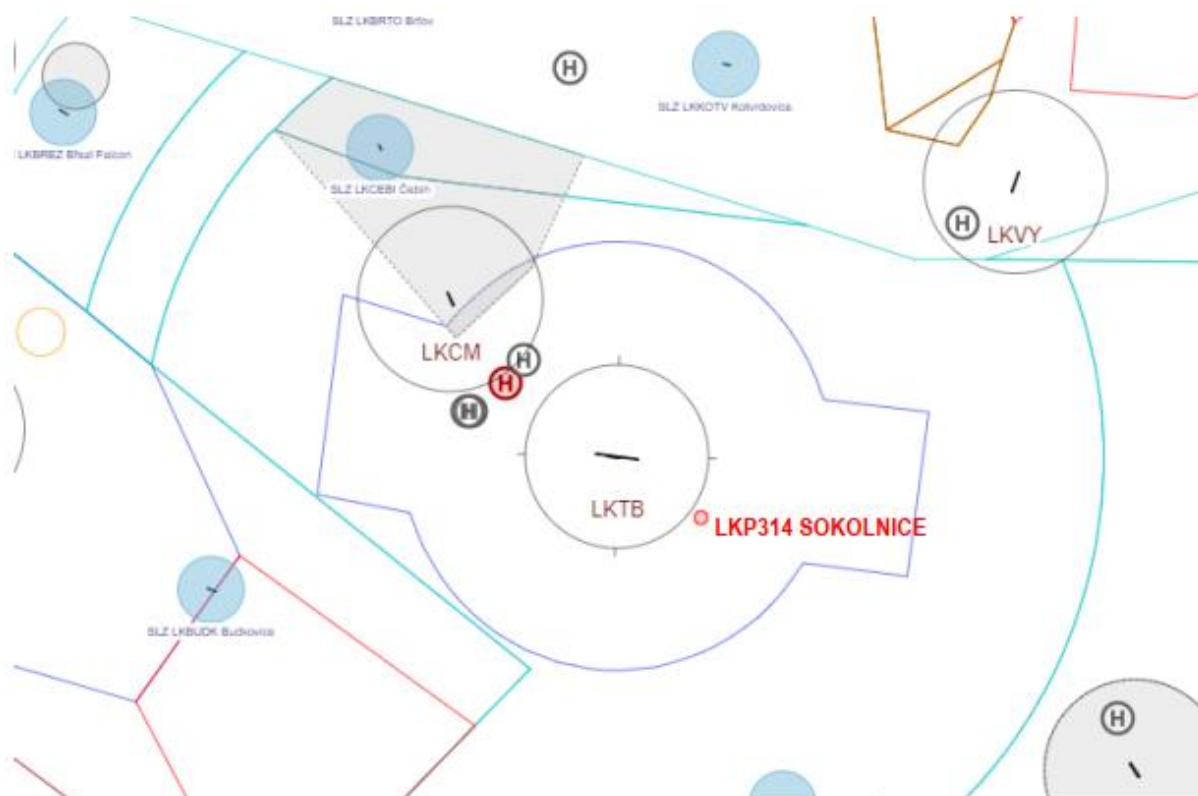 SLZ LKBRTO Brťov
H
SLZ LKKOTV Kotvrdovice
LKBREZ Březí Falcon
SLZ LKCEBI Čebín
H
LKVY
LKCM
H
H
H
LKTB
LKP314 SOKOLNICE
SLZ LKBUDK Budkovice
H